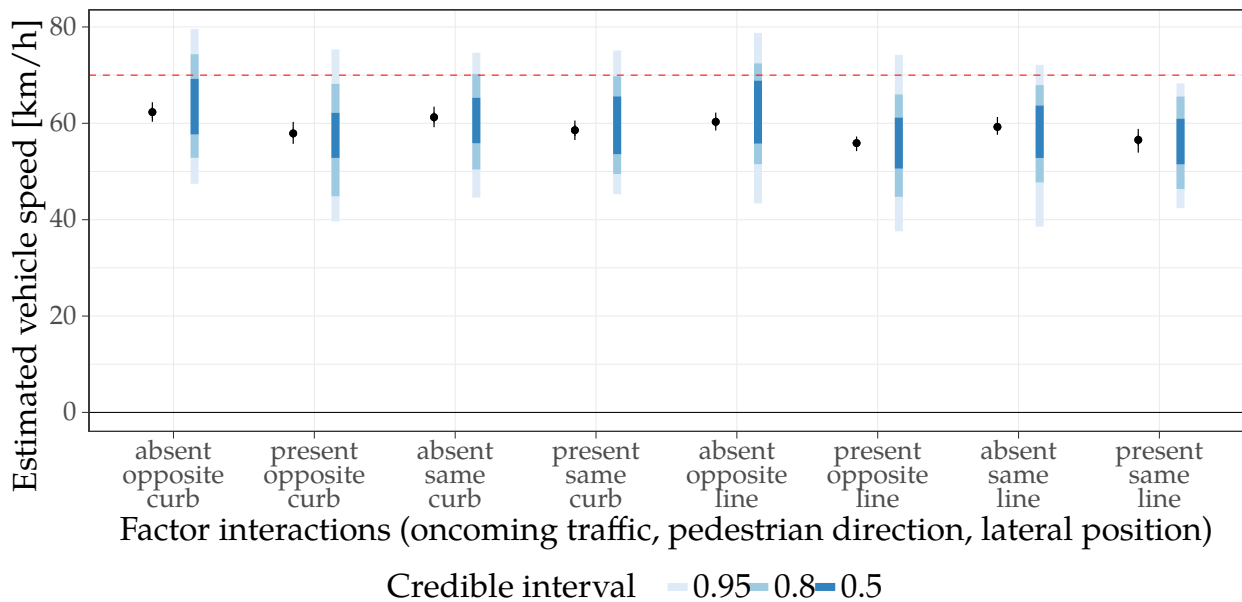 Estimated vehicle speed [km/h]
80
60
40
20
0
absent present absent present absent present absent present
opposite opposite same same opposite opposite same same
curb curb curb curb line line line line
Factor interactions (oncoming traffic, pedestrian direction, lateral position)
Credible interval 0.95 0.8 0.5